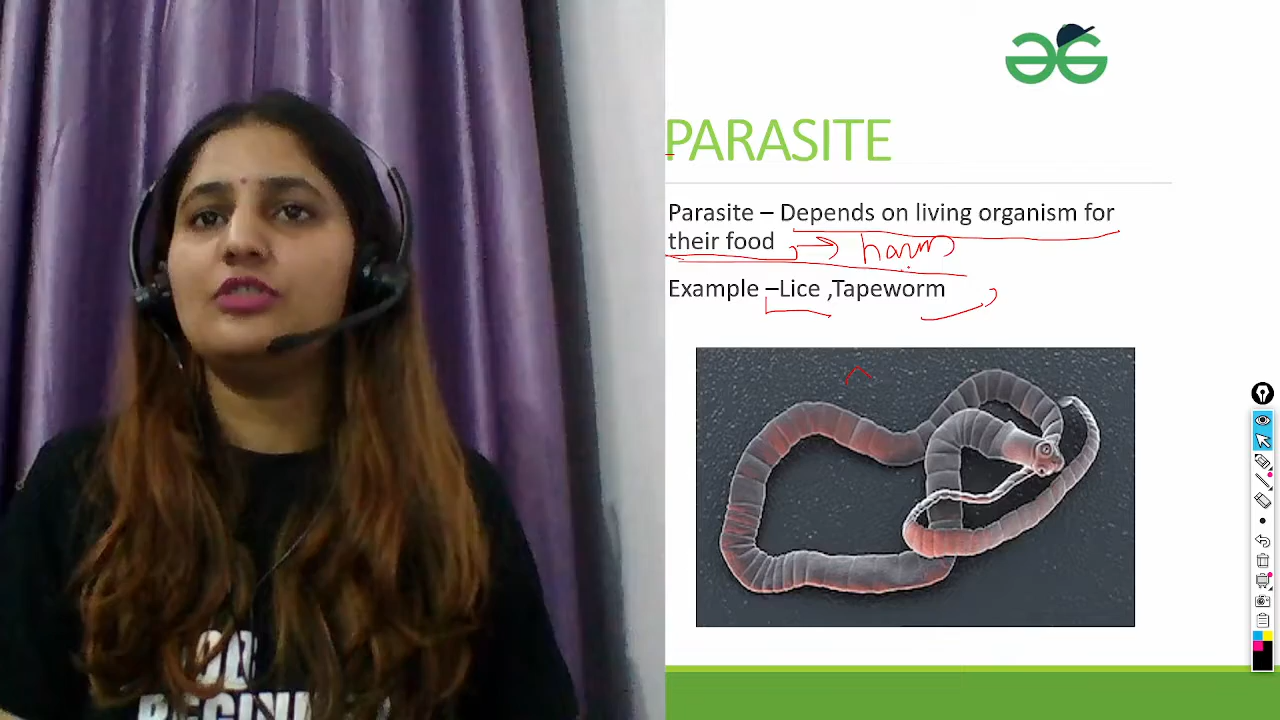 PARASITE
Parasite – Depends on living organism for
their food → harm
Example –Lice ,Tapeworm